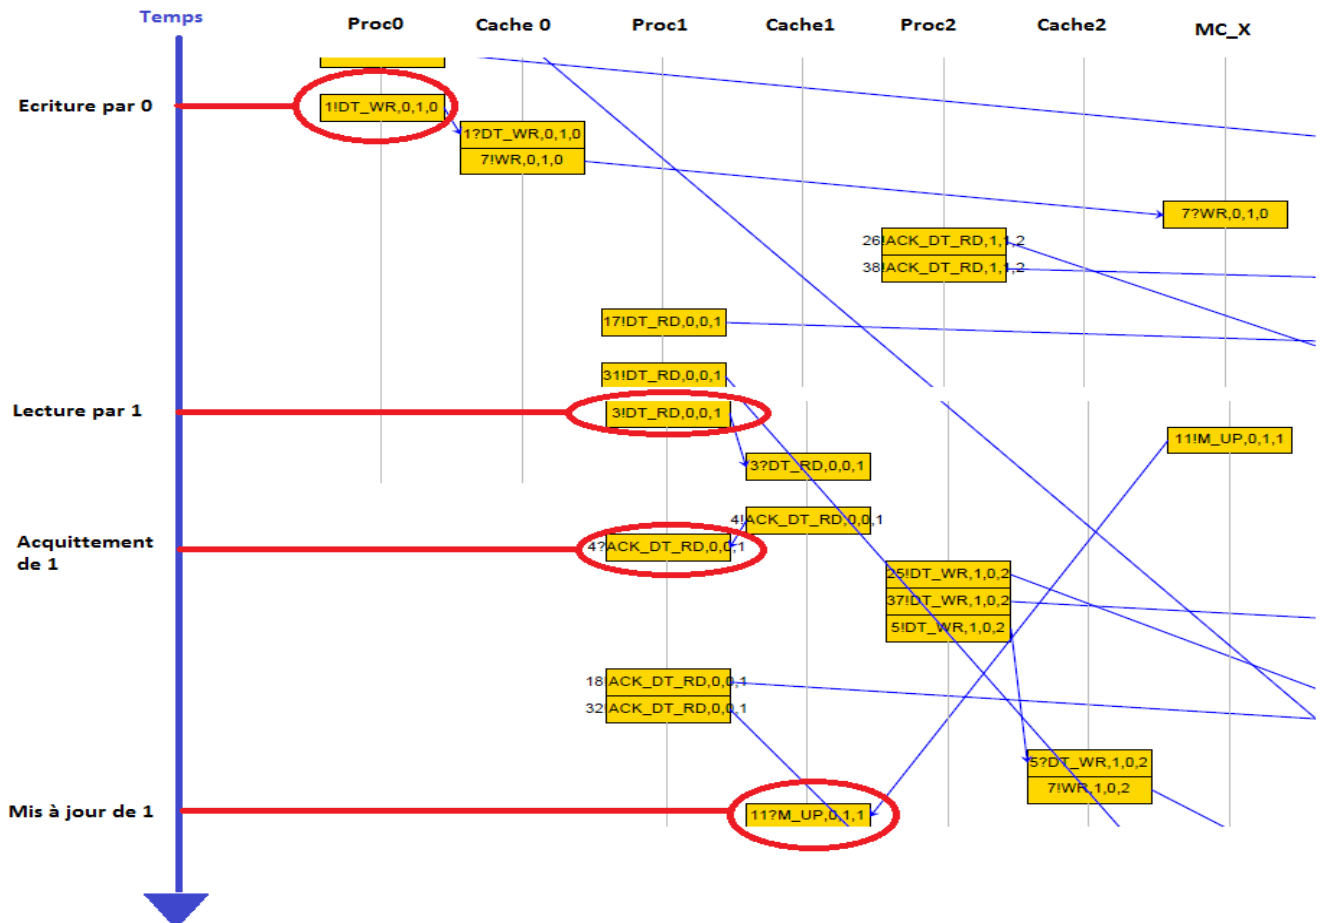 Temps
Proc0
Cache 0
Proc1
Cache1
Proc2
Cache2
MC_X
Ecriture par 0
1!DT_WR,0,1,0
1?DT_WR,0,1,0
7!WR,0,1,0
7?WR,0,1,0
26!ACK_DT_RD,1,1,2
38!ACK_DT_RD,1,1,2
17!DT_RD,0,0,1
31!DT_RD,0,0,1
Lecture par 1
3!DT_RD,0,0,1
11!M_UP,0,1,1
3?DT_RD,0,0,1
4!ACK_DT_RD,0,0,1
Acquittement
de 1
4?ACK_DT_RD,0,0,1
25!DT_WR,1,0,2
37!DT_WR,1,0,2
5!DT_WR,1,0,2
18!ACK_DT_RD,0,0,1
32!ACK_DT_RD,0,0,1
5?DT_WR,1,0,2
7!WR,1,0,2
Mis à jour de 1
11?M_UP,0,1,1